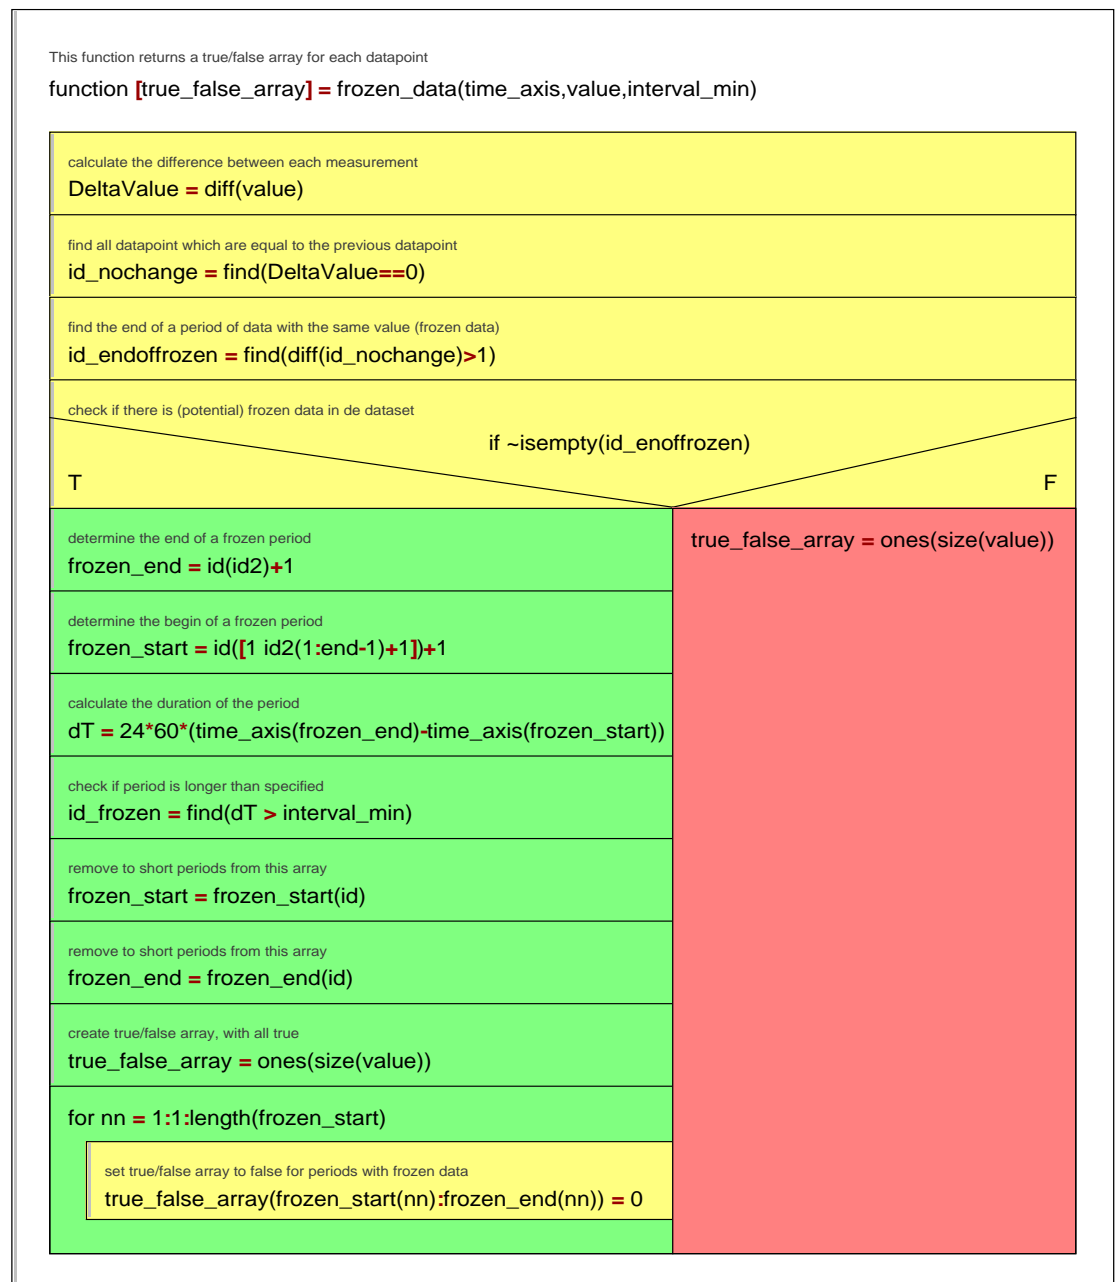 This function returns a true/false array for each datapoint
function [true_false_array] = frozen_data(time_axis,value,interval_min)
calculate the difference between each measurement
DeltaValue = diff(value)
find all datapoint which are equal to the previous datapoint
id_nochange = find(DeltaValue==0)
find the end of a period of data with the same value (frozen data)
id_endoffrozen = find(diff(id_nochange)>1)
check if there is (potential) frozen data in de dataset
if ~isempty(id_enoffrozen)
T
F
determine the end of a frozen period
frozen_end = id(id2)+1
determine the begin of a frozen period
frozen_start = id([1 id2(1:end-1)+1])+1
calculate the duration of the period
dT = 24*60*(time_axis(frozen_end)-time_axis(frozen_start))
check if period is longer than specified
id_frozen = find(dT > interval_min)
remove to short periods from this array
frozen_start = frozen_start(id)
remove to short periods from this array
frozen_end = frozen_end(id)
create true/false array, with all true
true_false_array = ones(size(value))
for nn = 1:1:length(frozen_start)
set true/false array to false for periods with frozen data
true_false_array(frozen_start(nn):frozen_end(nn)) = 0
true_false_array = ones(size(value))